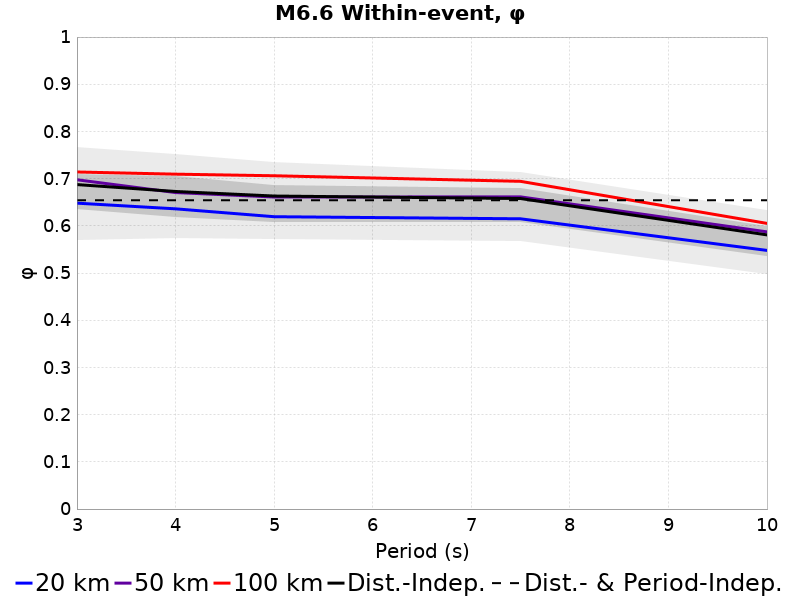 M6.6 Within-event, φ
1
0.9
0.8
0.7
0.6
0.5
0.4
0.3
0.2
0.1
0
φ
3 4 5 6 7 8 9 10
Period (s)
20 km 50 km 100 km Dist.-Indep. Dist.- & Period-Indep.